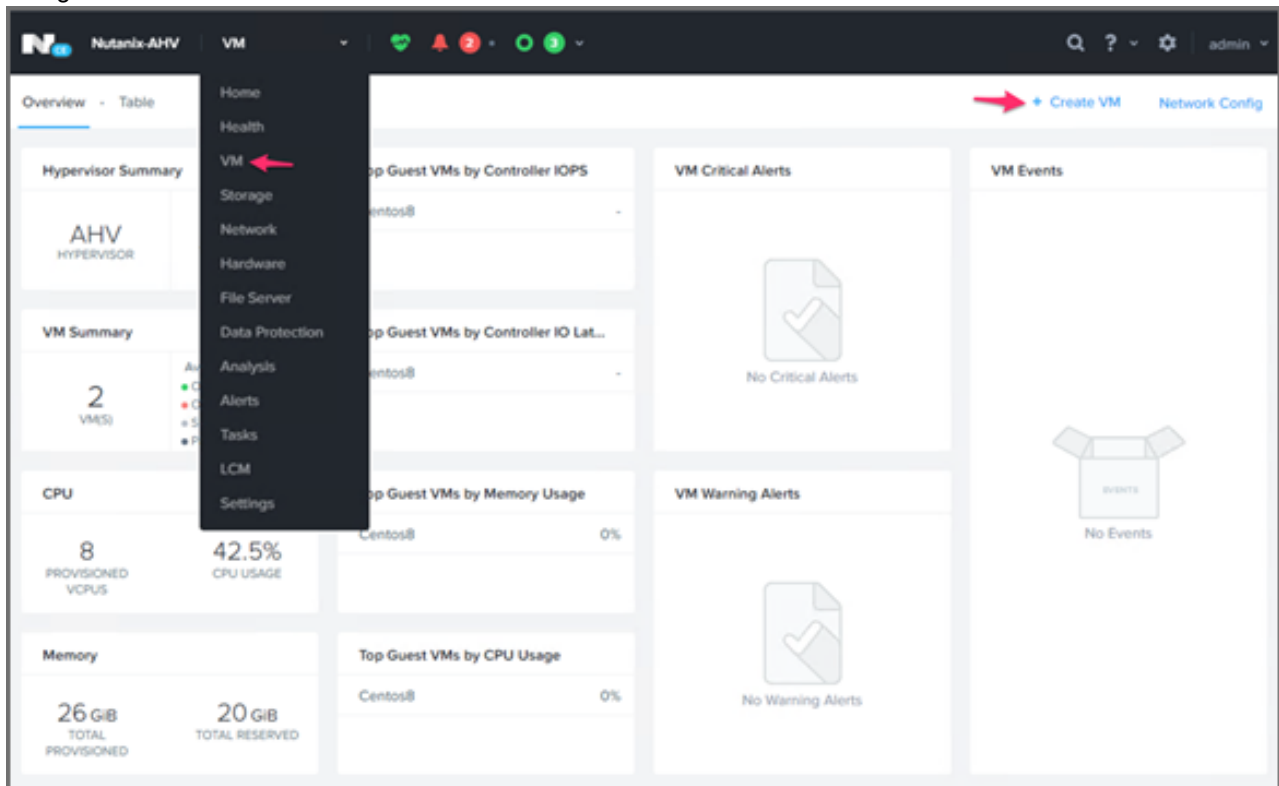 N CE Nutanix-AHV VM 2 3 ? admin
Overview - Table
+ Create VM Network Config
Home
Health
VM
Storage
Network
Hardware
File Server
Data Protection
Analysis
Alerts
Tasks
LCM
Settings
Hypervisor Summary
AHV
HYPERVISOR
VM Summary
2
VM(S)
CPU
8
PROVISIONED
VCPUS
42.5%
CPU USAGE
Memory
26 GiB
TOTAL
PROVISIONED
20 GiB
TOTAL RESERVED
Guest VMs by Controller IOPS
-
Guest VMs by Controller IO Lat...
-
Guest VMs by Memory Usage
Centos8 0%
Top Guest VMs by CPU Usage
Centos8 0%
VM Critical Alerts
No Critical Alerts
VM Warning Alerts
No Warning Alerts
VM Events
EVENTS
No Events